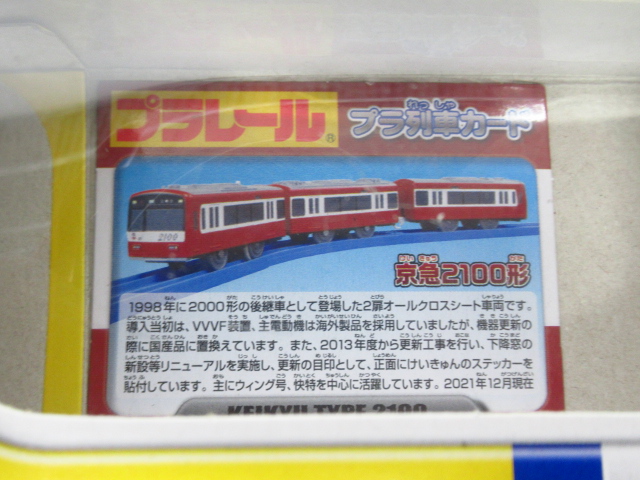 プラレール®
プラ列車カード
2100
京急2100形
1998年に2000形の後継車として登場した2扉オールクロスシート車両です。
導入当初は、VVVF装置、主電動機は海外製品を採用していましたが、機器更新の
際に国産品に置換えています。また、2013年度から更新工事を行い、下降窓の
新設等リニューアルを実施し、更新の目印として、正面にけいきゅんのステッカーを
貼付しています。主にウィング号、快特を中心に活躍しています。2021年12月現在
KEIKYU TYPE 2100